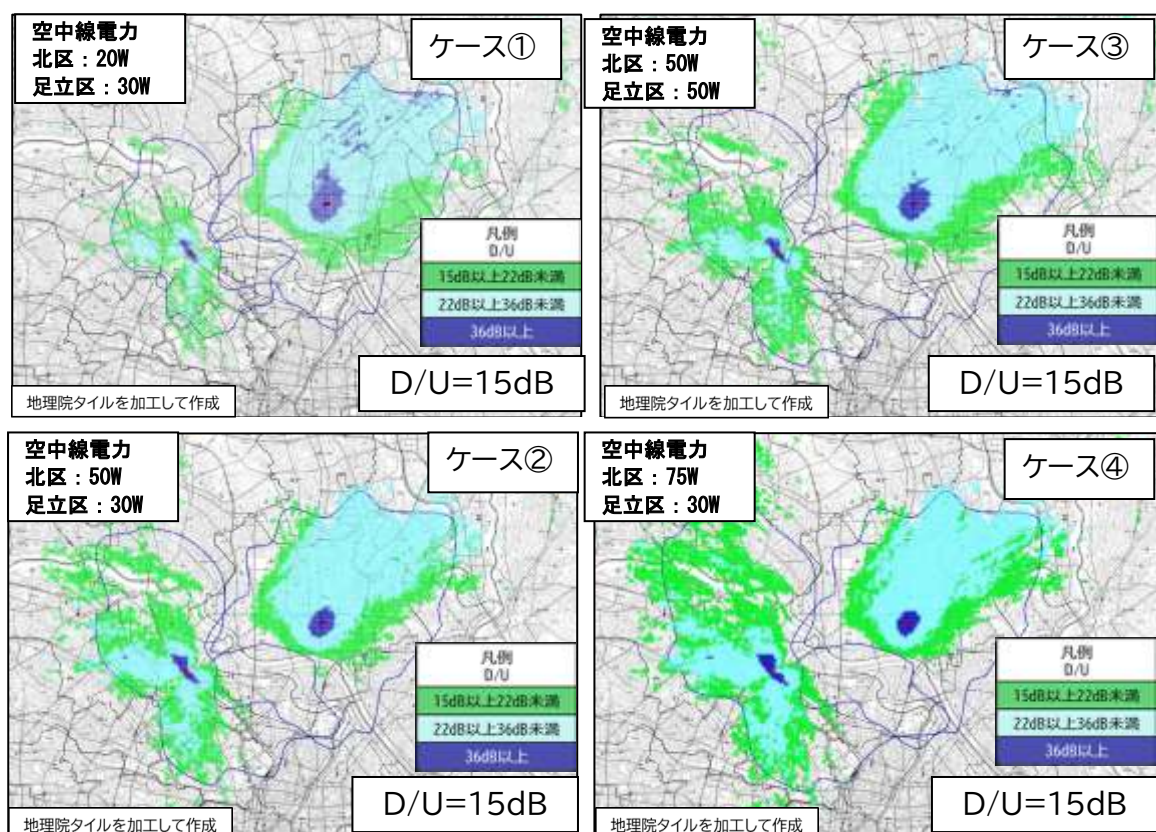 空中線電力
北区：20W
足立区：30W
ケース①
凡例
D/U
15dB以上22dB未満
22dB以上36dB未満
36dB以上
D/U=15dB
地理院タイルを加工して作成
空中線電力
北区：50W
足立区：50W
ケース③
凡例
D/U
15dB以上22dB未満
22dB以上36dB未満
36dB以上
D/U=15dB
地理院タイルを加工して作成
空中線電力
北区：50W
足立区：30W
ケース②
凡例
D/U
15dB以上22dB未満
22dB以上36dB未満
36dB以上
D/U=15dB
地理院タイルを加工して作成
空中線電力
北区：75W
足立区：30W
ケース④
凡例
D/U
15dB以上22dB未満
22dB以上36dB未満
36dB以上
D/U=15dB
地理院タイルを加工して作成